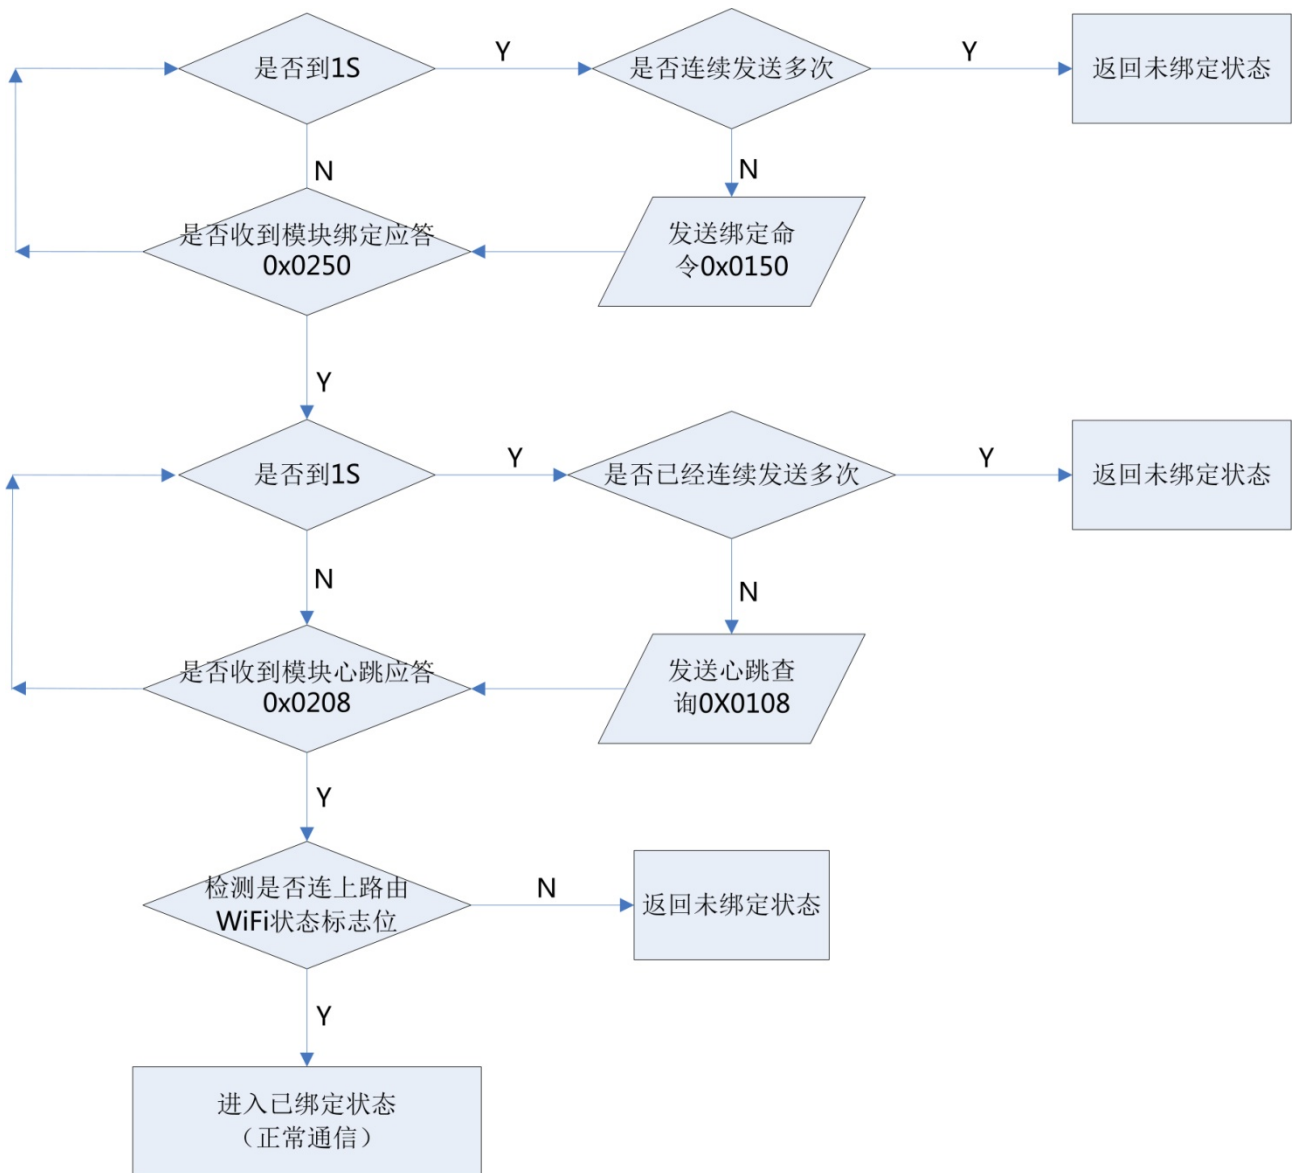 是否到1S
Y
是否连续发送多次
Y
返回未绑定状态
N
N
是否收到模块绑定应答
0x0250
发送绑定命
令0x0150
Y
是否到1S
Y
是否已经连续发送多次
Y
返回未绑定状态
N
N
是否收到模块心跳应答
0x0208
发送心跳查
询0X0108
Y
检测是否连上路由
WiFi状态标志位
N
返回未绑定状态
Y
进入已绑定状态
（正常通信）